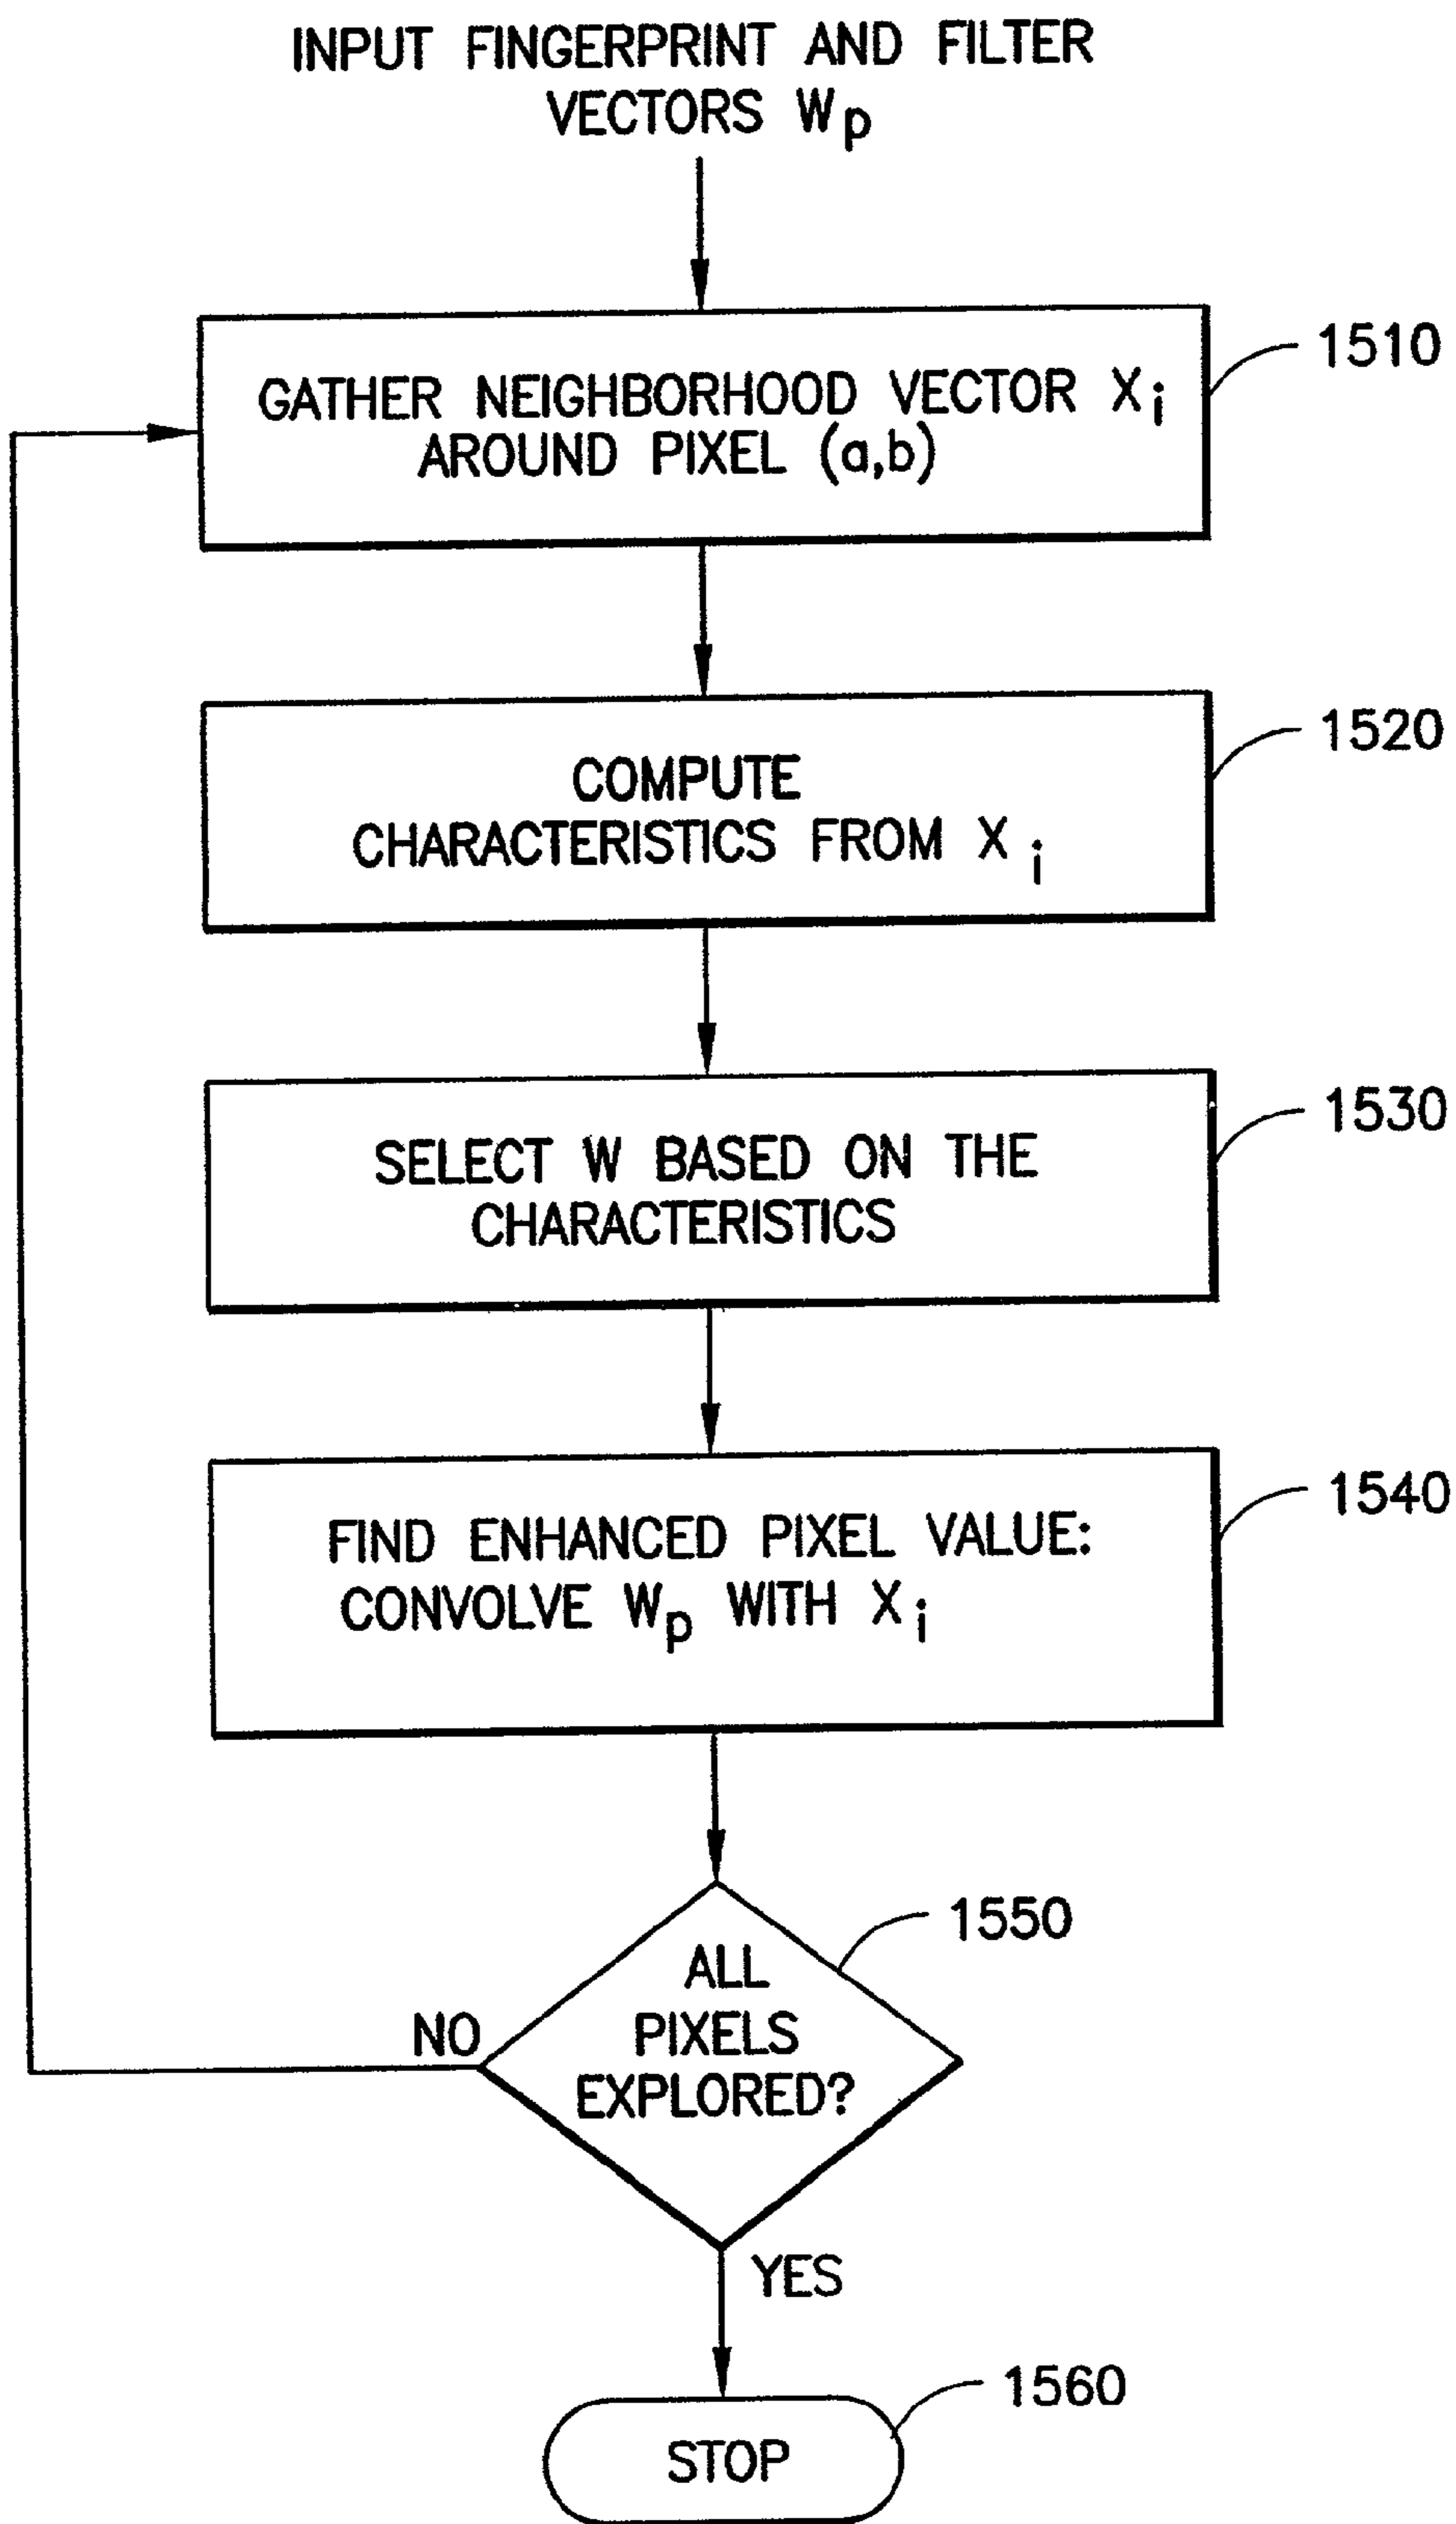 INPUT FINGERPRINT AND FILTER
VECTORS Wp
GATHER NEIGHBORHOOD VECTOR Xi
AROUND PIXEL (a,b)
1510
COMPUTE
CHARACTERISTICS FROM Xi
1520
SELECT W BASED ON THE
CHARACTERISTICS
1530
FIND ENHANCED PIXEL VALUE:
CONVOLVE Wp WITH Xi
1540
ALL
PIXELS
EXPLORED?
1550
NO
YES
STOP
1560